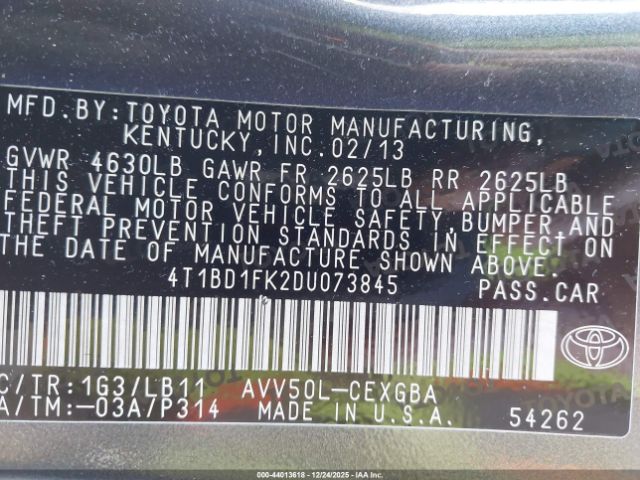 MFD. BY: TOYOTA MOTOR MANUFACTURING,
KENTUCKY, INC. 02/13
GVWR 4630LB GAWR FR 2625LB RR 2625LB
THIS VEHICLE CONFORMS TO ALL APPLICABLE
FEDERAL MOTOR VEHICLE SAFETY, BUMPER AND
THEFT PREVENTION STANDARDS IN EFFECT ON
THE DATE OF MANUFACTURE SHOWN ABOVE.
4T1BD1FK2DU073845 PASS.CAR
C/TR: 1G3/LB11 AVV50L-CEXGBA
A/TM: -03A/P314 MADE IN U.S.A. 54262
TOYOTA
000-44013618 - 12/24/2025 - IAAI Inc.